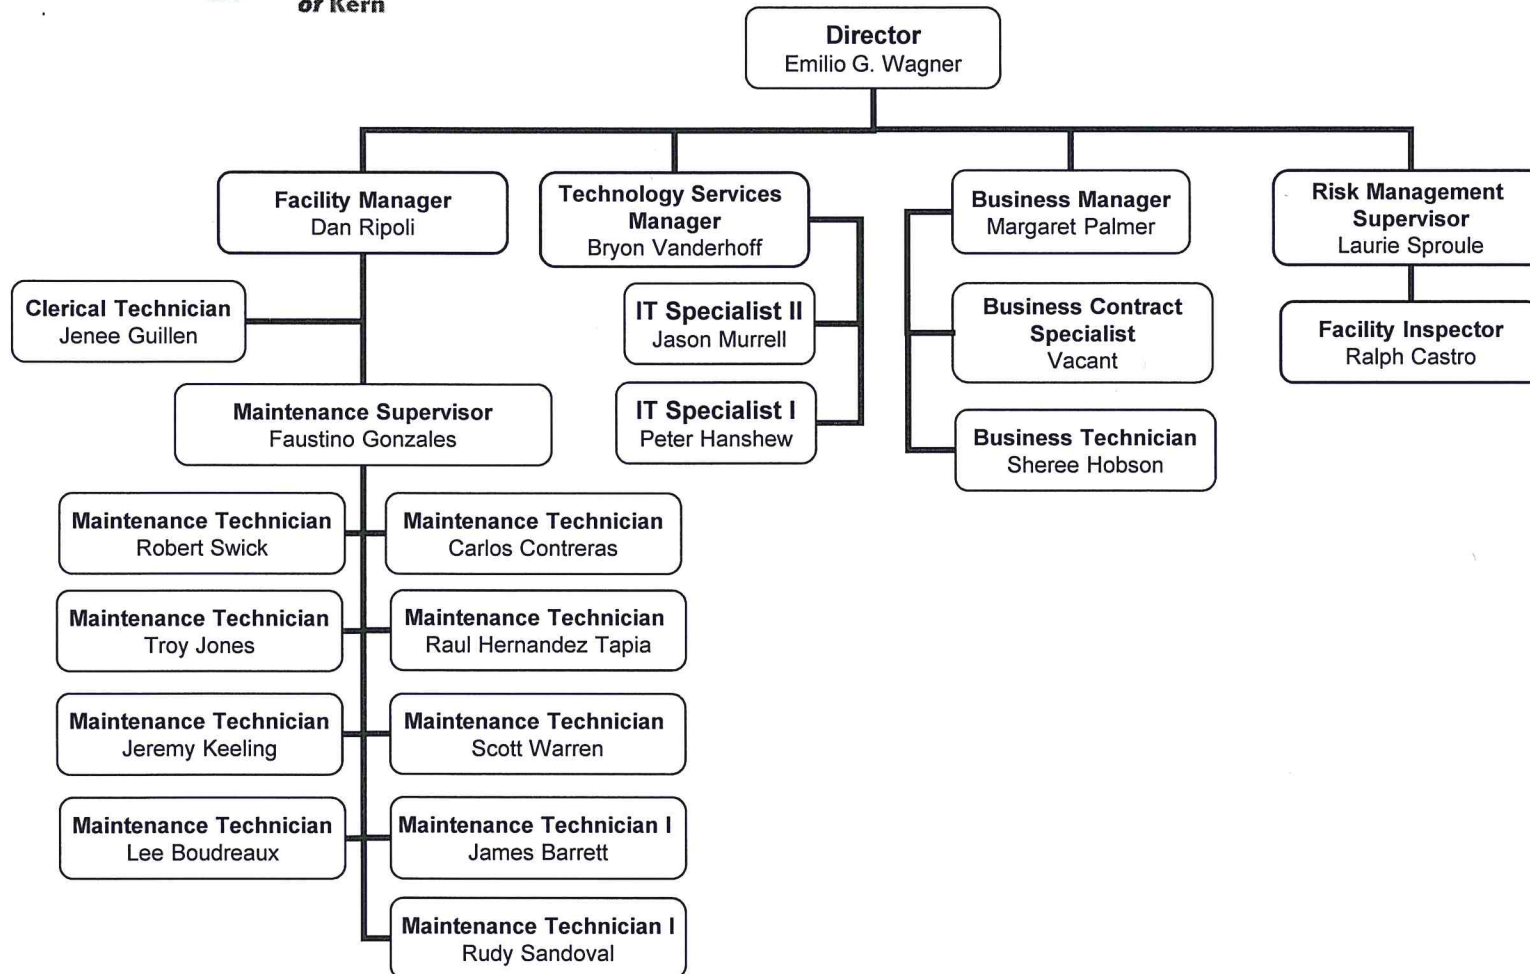 or Kern
Director
Emilio G. Wagner
Facility Manager
Dan Ripoli
Technology Services
Manager
Bryon Vanderhoff
Business Manager
Margaret Palmer
Risk Management
Supervisor
Laurie Sproule
Clerical Technician
Jenee Guillen
IT Specialist II
Jason Murrell
Business Contract
Specialist
Vacant
Facility Inspector
Ralph Castro
Maintenance Supervisor
Faustino Gonzales
IT Specialist I
Peter Hanshew
Business Technician
Sheree Hobson
Maintenance Technician
Robert Swick
Maintenance Technician
Carlos Contreras
Maintenance Technician
Troy Jones
Maintenance Technician
Raul Hernandez Tapia
Maintenance Technician
Jeremy Keeling
Maintenance Technician
Scott Warren
Maintenance Technician
Lee Boudreaux
Maintenance Technician I
James Barrett
Maintenance Technician I
Rudy Sandoval